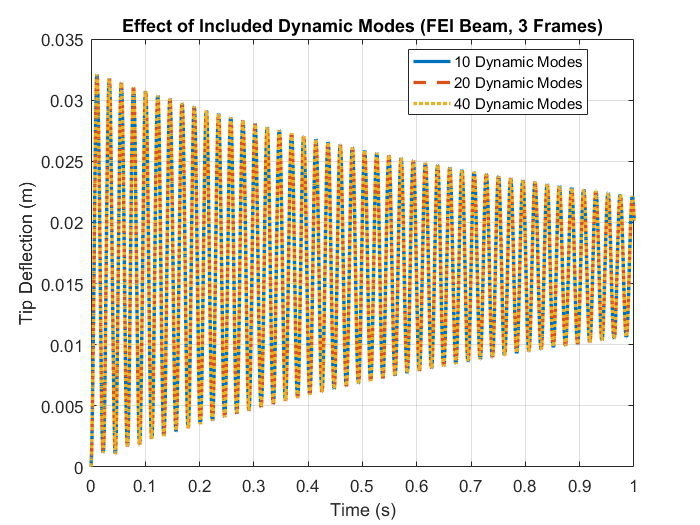 Effect of Included Dynamic Modes (FEI Beam, 3 Frames)
10 Dynamic Modes
20 Dynamic Modes
40 Dynamic Modes
Tip Deflection (m)
0.035
0.03
0.025
0.02
0.015
0.01
0.005
0
0 0.1 0.2 0.3 0.4 0.5 0.6 0.7 0.8 0.9 1
Time (s)